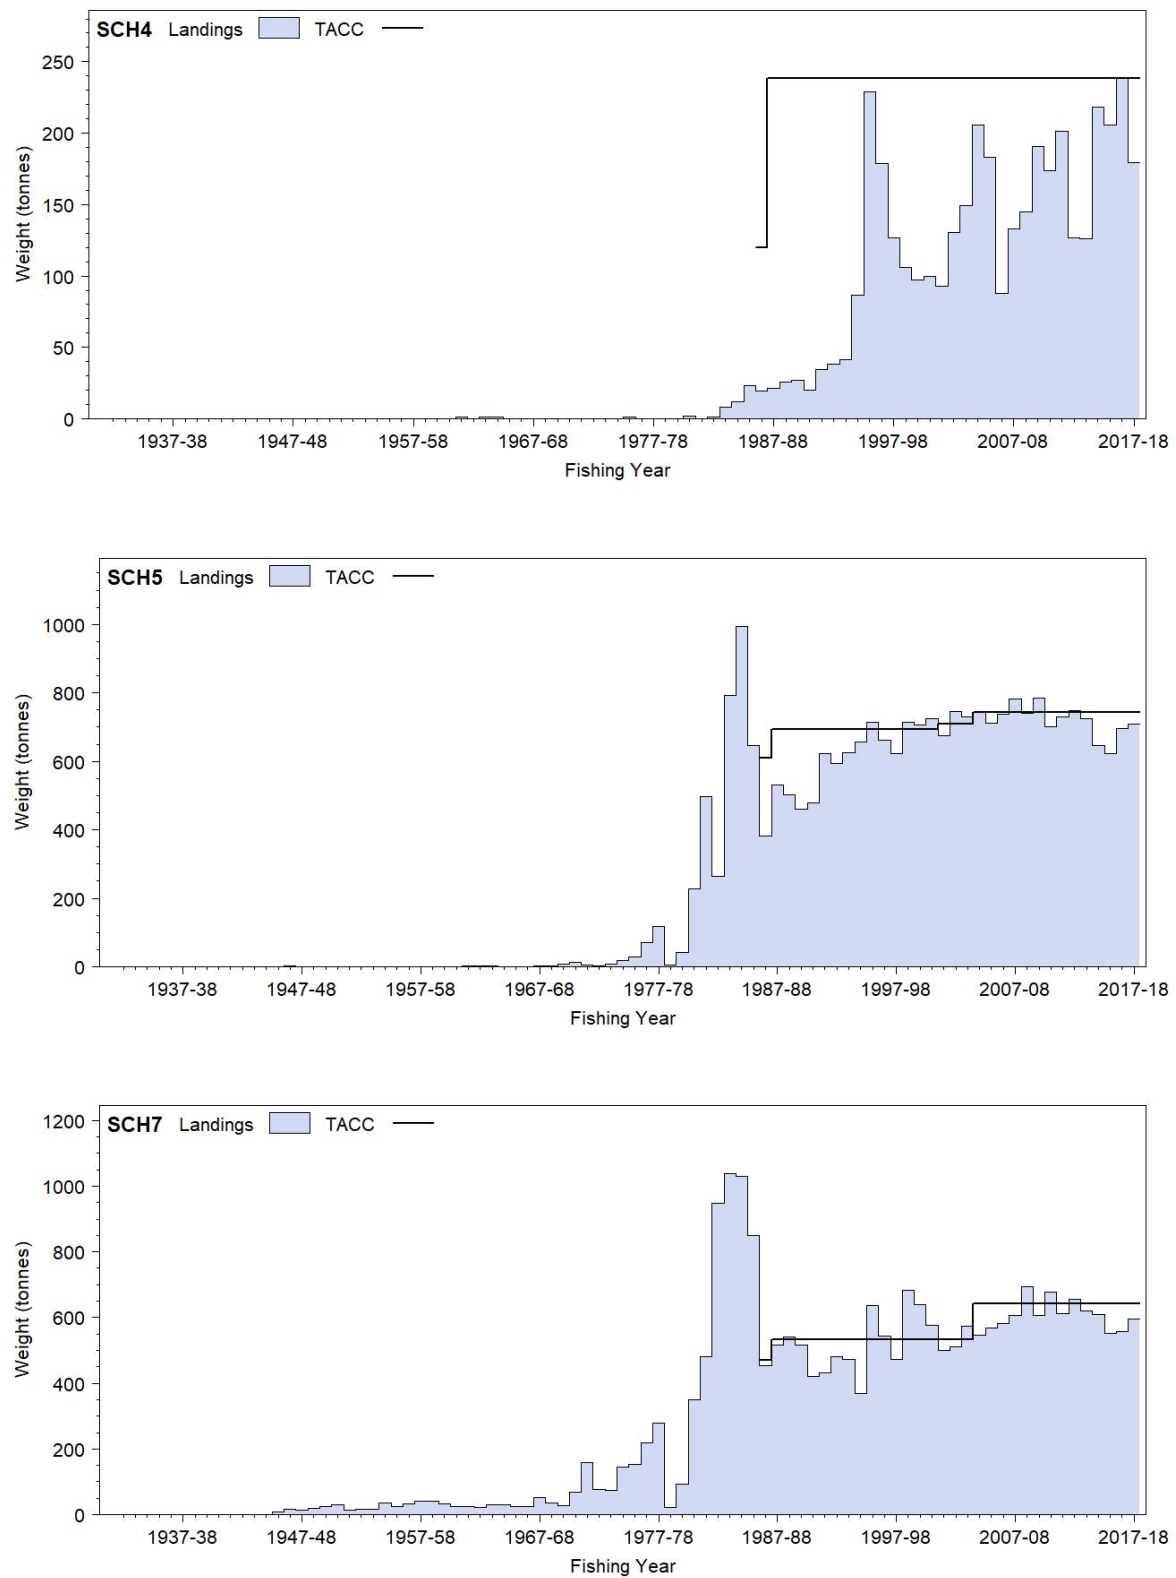 SCH4 Landings TACC
250
200
150
100
50
0
Weight (tonnes)
1937-38 1947-48 1957-58 1967-68 1977-78 1987-88 1997-98 2007-08 2017-18
Fishing Year
SCH5 Landings TACC
1000
800
600
400
200
0
Weight (tonnes)
1937-38 1947-48 1957-58 1967-68 1977-78 1987-88 1997-98 2007-08 2017-18
Fishing Year
SCH7 Landings TACC
1200
1000
800
600
400
200
0
Weight (tonnes)
1937-38 1947-48 1957-58 1967-68 1977-78 1987-88 1997-98 2007-08 2017-18
Fishing Year